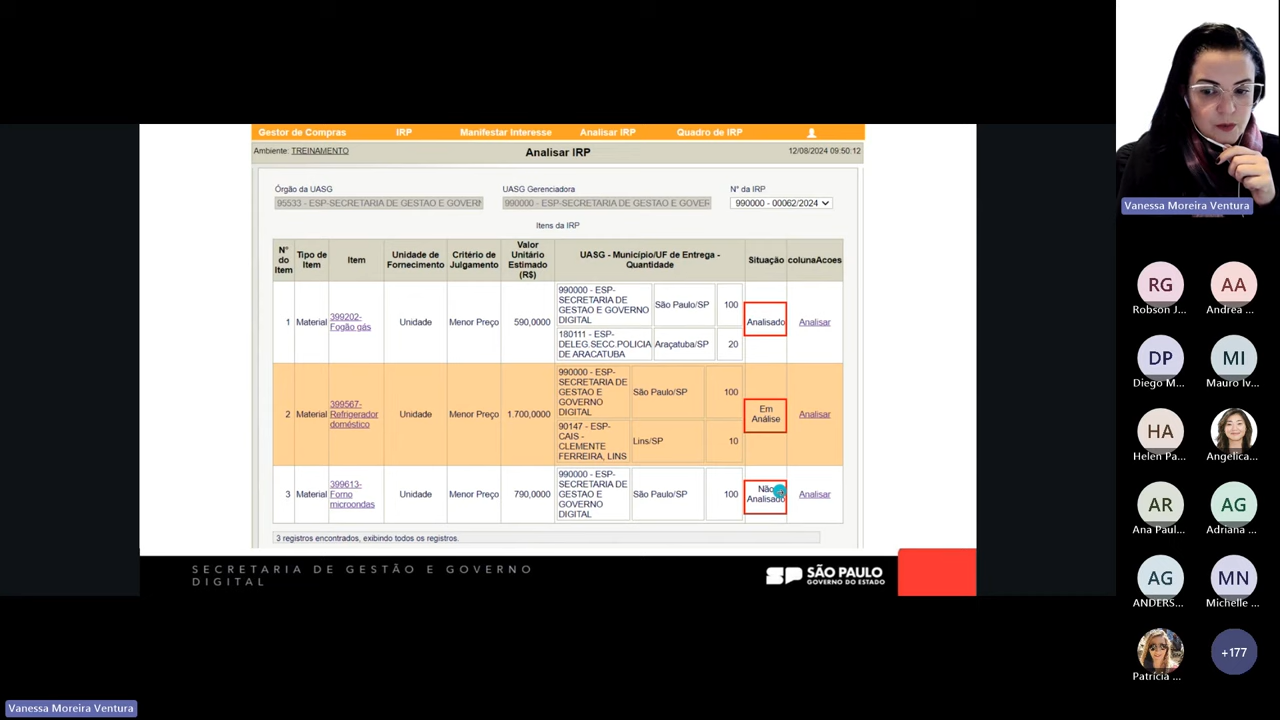 Gestor de Compras IRP Manifestar Interesse Analisar IRP Quadro de IRP
Ambiente: TREINAMENTO Analisar IRP 12/08/2024 09:50:12
Órgão da UASG UASG Gerenciadora N° da IRP
95533 - ESP-SECRETARIA DE GESTAO E GOVERN 990000 - ESP-SECRETARIA DE GESTAO E GOVER 990000 - 00062/2024
Itens da IRP
N° do Item
Tipo de Item
Item
Unidade de Fornecimento
Critério de Julgamento
Valor Unitário Estimado (R$)
UASG - Município/UF de Entrega - Quantidade
Situação
colunaAcoes
1
Material
399202-
Fogão gás
Unidade
Menor Preço
590,0000
990000 - ESP-
SECRETARIA DE
GESTAO E GOVERNO
DIGITAL
São Paulo/SP
100
180111 - ESP-
DELEG.SECC.POLICIA
DE ARACATUBA
Araçatuba/SP
20
Analisado
Analisar
2
Material
399567-
Refrigerador
doméstico
Unidade
Menor Preço
1.700,0000
990000 - ESP-
SECRETARIA DE
GESTAO E
GOVERNO
DIGITAL
São Paulo/SP
100
90147 - ESP-
CAIS -
CLEMENTE
FERREIRA, LINS
Lins/SP
10
Em
Análise
Analisar
3
Material
399613-
Forno
microondas
Unidade
Menor Preço
790,0000
990000 - ESP-
SECRETARIA DE
GESTAO E
GOVERNO
DIGITAL
São Paulo/SP
100
Não
Analisado
Analisar
3 registros encontrados, exibindo todos os registros.
SECRETARIA DE GESTÃO E GOVERNO
DIGITAL
SP SÃO PAULO
GOVERNO DO ESTADO
Vanessa Moreira Ventura
RG AA
Robson J... Andrea ...
DP MI
Diego M... Mauro Iv...
HA
Helen Pa... Angelica...
AR AG
Ana Paul... Adriana ...
AG MN
ANDERS... Michelle ...
+177
Patrícia ...
Vanessa Moreira Ventura